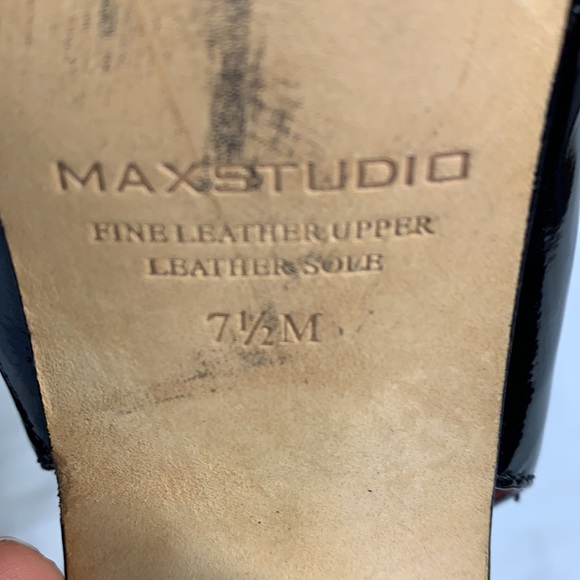 MAXSTUDIO
FINE LEATHER UPPER
LEATHER SOLE
7½M